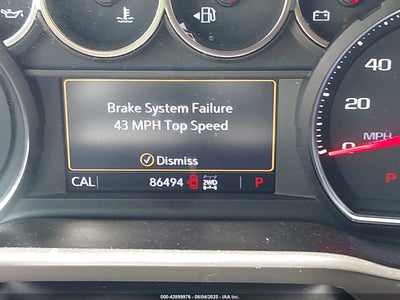 40
20
MPH
0
Brake System Failure
43 MPH Top Speed
Dismiss
CAL 86494 2WD P
000-42899976 - 08/04/2025 - IAA Inc.